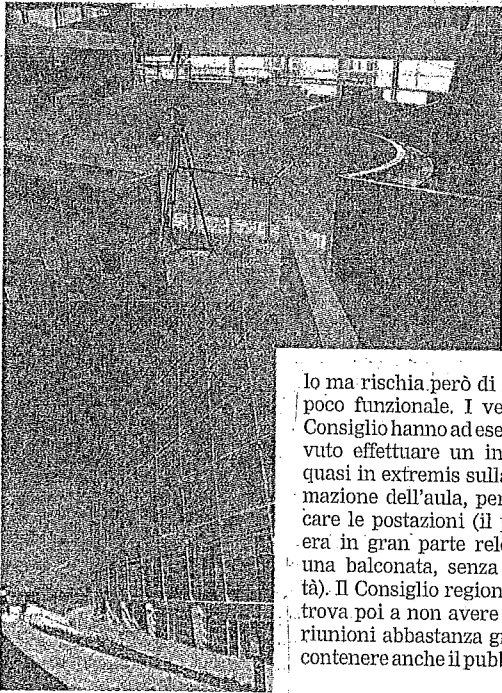 lo ma rischia però di
poco funzionale. I ve
Consiglio hanno ad ese
vuto effettuare un in
quasi in extremis sulla
mazione dell'aula, per
care le postazioni (il
era in gran parte rele
una balconata, senza
tà). Il Consiglio region
trova poi a non avere
riunioni abbastanza g
contenere anche il pubbl